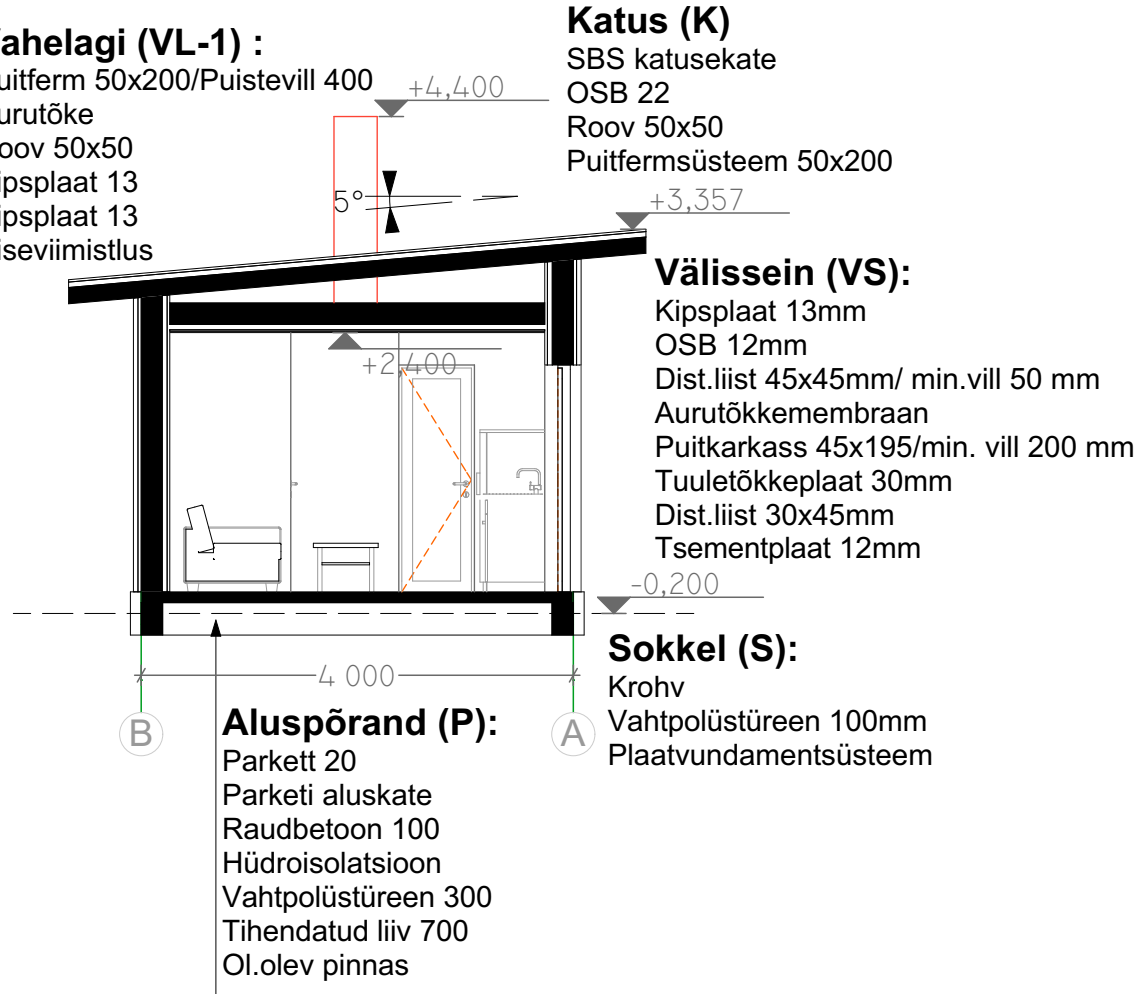 ahelagi (VL-1) :
uitferm 50x200/Puistevill 400
urutõke
oov 50x50
ipsplaat 13
ipsplaat 13
iseviimistlus
Katus (K)
SBS katusekate
OSB 22
Roov 50x50
Puitfermsüsteem 50x200
+4,400
5°
+3,357
Välissein (VS):
Kipsplaat 13mm
OSB 12mm
Dist.liist 45x45mm/ min.vill 50 mm
Aurutõkkemembraan
Puitkarkass 45x195/min. vill 200 mm
Tuuletõkkeplaat 30mm
Dist.liist 30x45mm
Tsementplaat 12mm
+2,400
-0,200
Sokkel (S):
Krohv
Vahtpolüstüreen 100mm
Plaatvundamentsüsteem
4 000
B
A
Aluspõrand (P):
Parkett 20
Parketi aluskate
Raudbetoon 100
Hüdroisolatsioon
Vahtpolüstüreen 300
Tihendatud liiv 700
Ol.olev pinnas